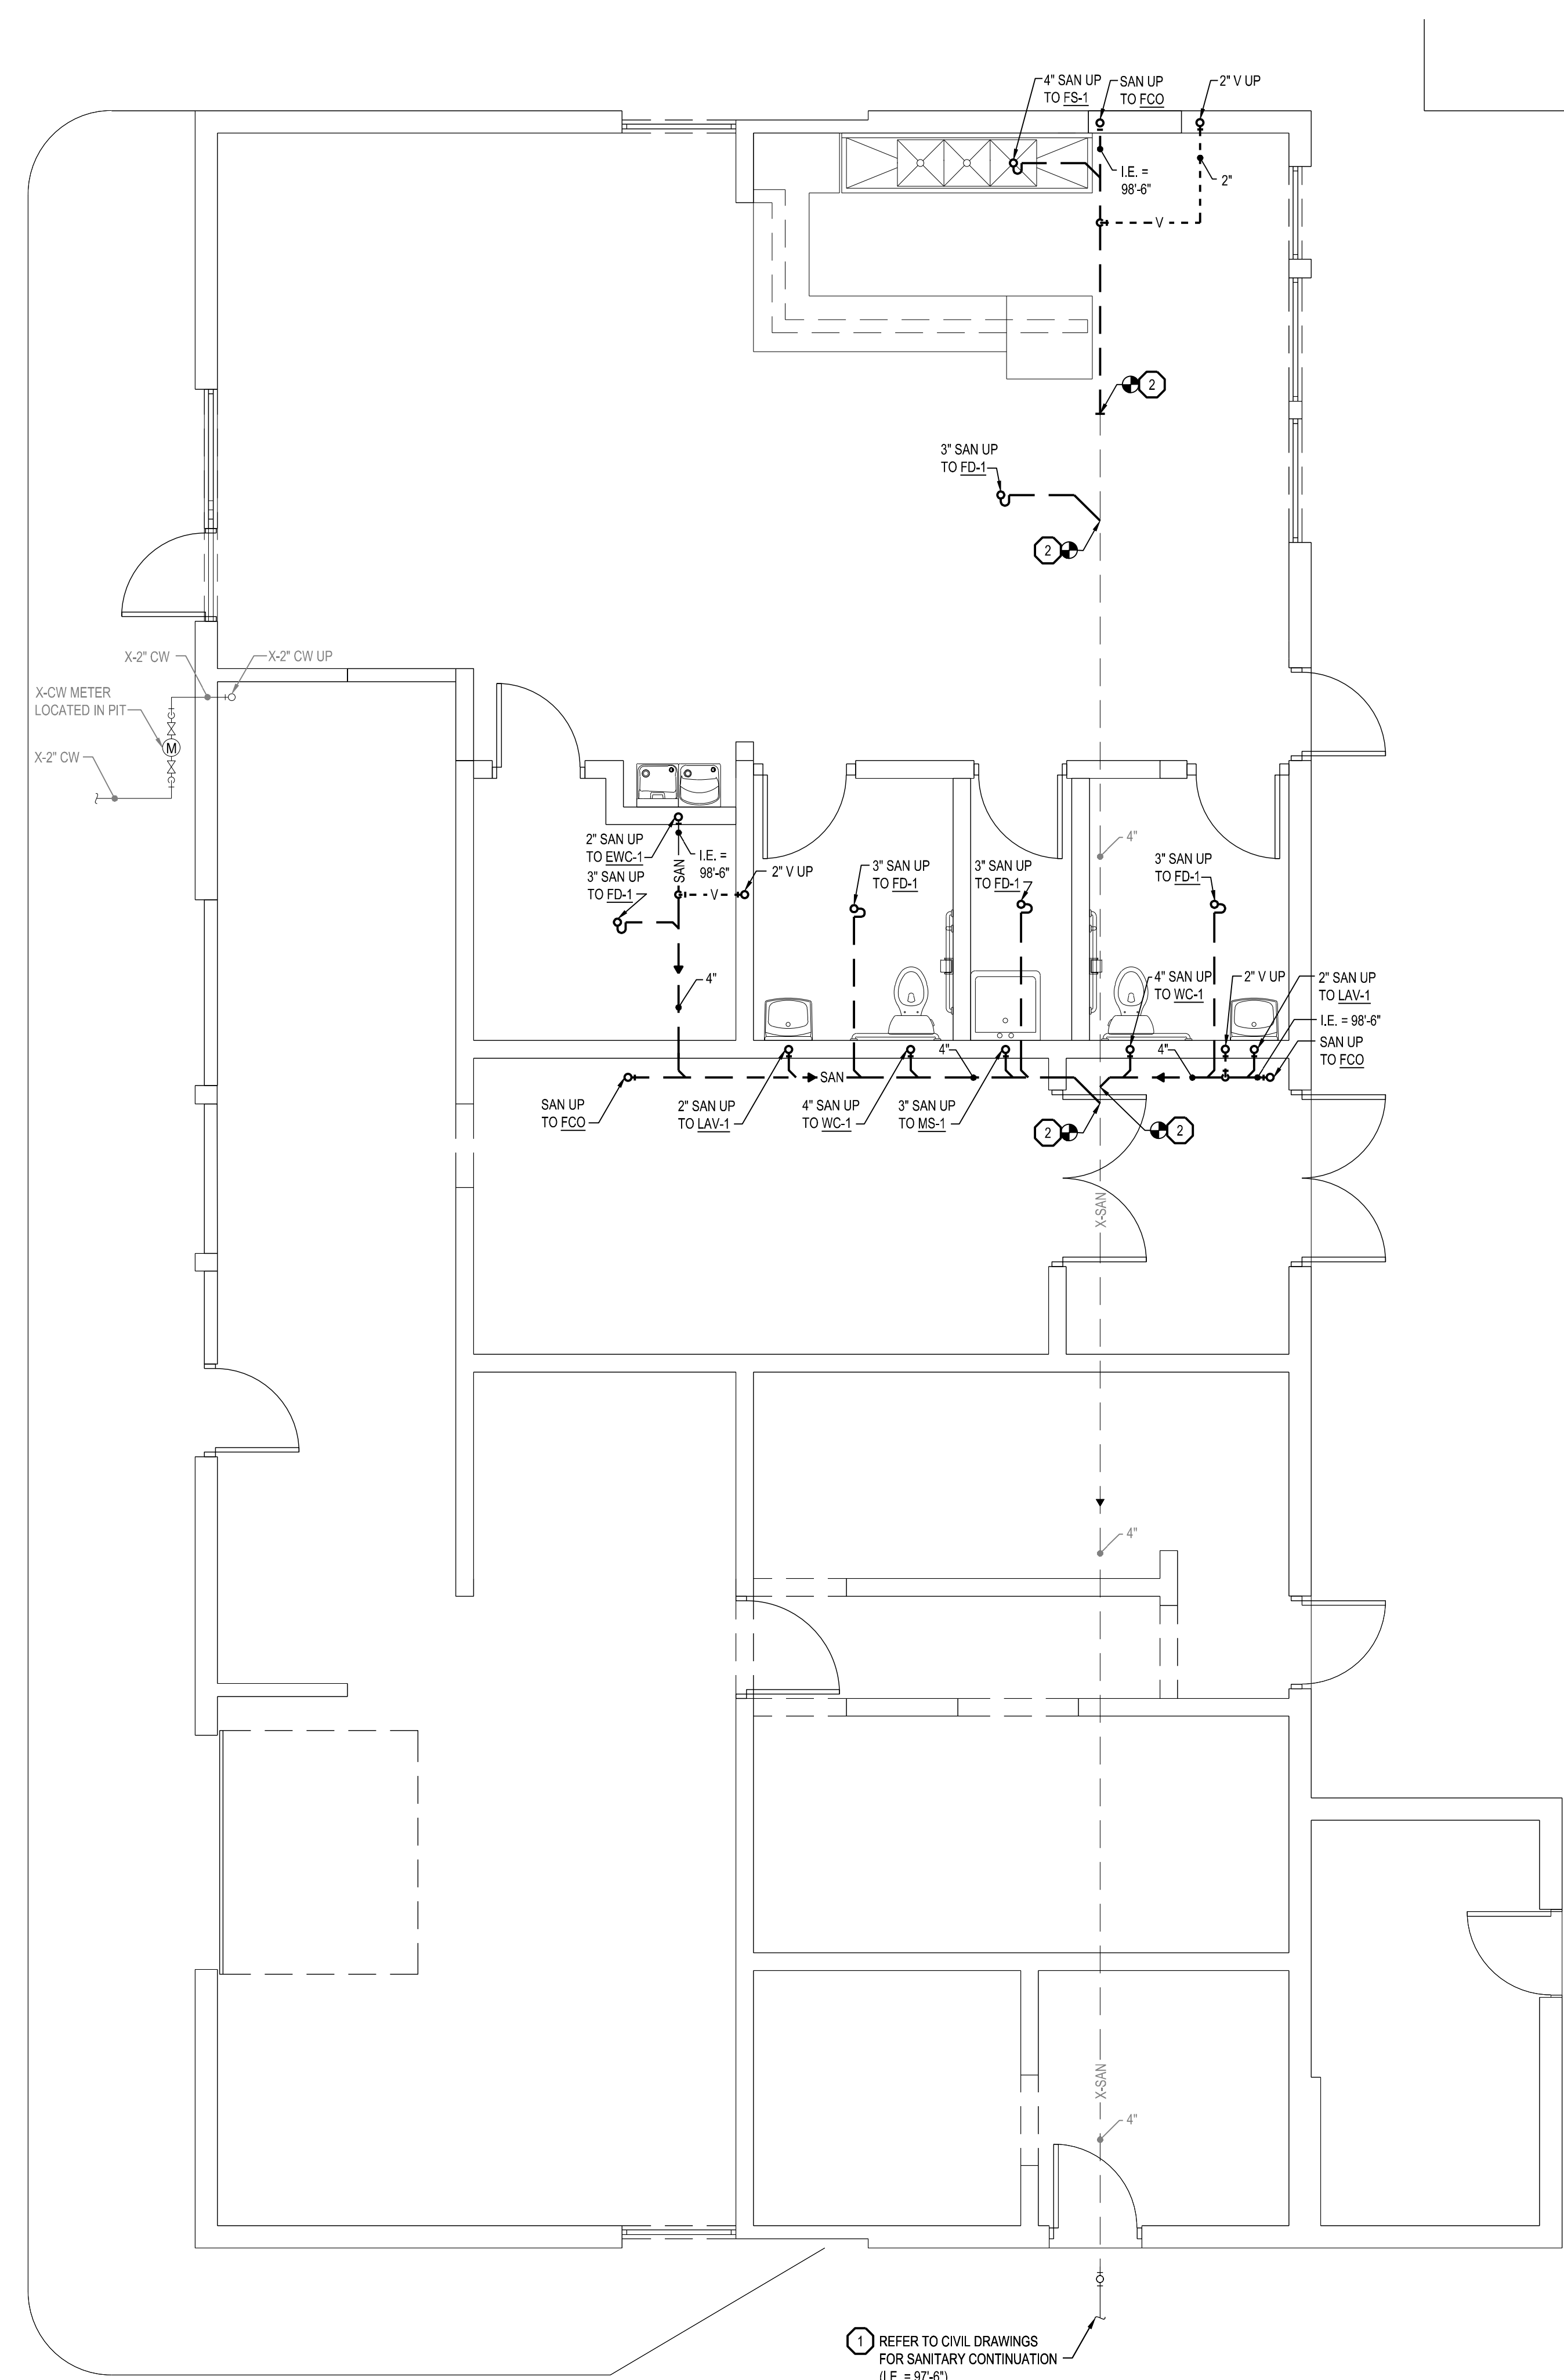 4" SAN UP
TO FS-1
SAN UP
TO FCO
2" V UP
I.E. =
98'-6"
2"
V
2
3" SAN UP
TO FD-1
2
X-2" CW
X-2" CW UP
X-CW METER
LOCATED IN PIT
M
X-2" CW
2" SAN UP
TO EWC-1
SAN
I.E. =
98'-6"
3" SAN UP
TO FD-1
V
2" V UP
3" SAN UP
TO FD-1
3" SAN UP
TO FD-1
4"
3" SAN UP
TO FD-1
4"
4" SAN UP
TO WC-1
2" V UP
2" SAN UP
TO LAV-1
I.E. = 98'-6"
SAN UP
TO FCO
4"
4"
SAN
SAN UP
TO FCO
2" SAN UP
TO LAV-1
4" SAN UP
TO WC-1
3" SAN UP
TO MS-1
2
2
X-SAN
4"
X-SAN
4"
1
REFER TO CIVIL DRAWINGS
FOR SANITARY CONTINUATION
(I.E. = 97'-6")